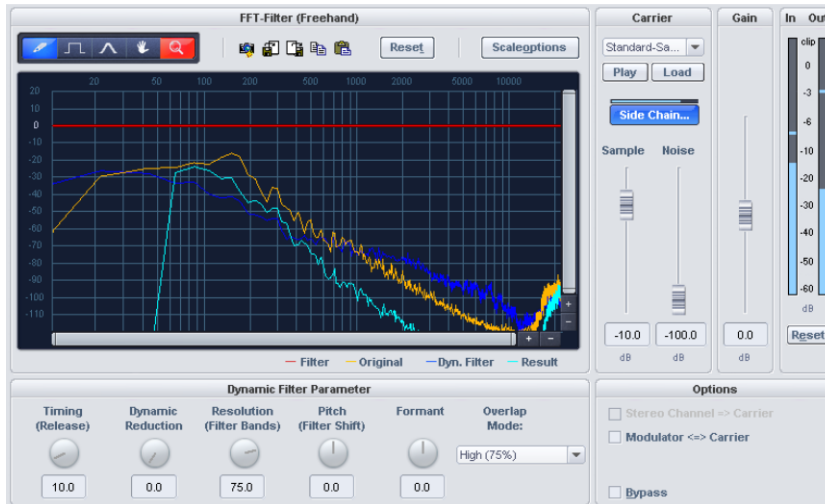 FFT-Filter (Freehand)
Carrier
Gain
In Out
Reset
Scaleoptions
Standard-Sa...
Play
Load
Side Chain...
Sample
Noise
clip
0
-3
-6
-10
-20
-30
-40
-50
-60
dB
Reset
20 50 100 200 500 1000 2000 5000 10000
20
10
0
-10
-20
-30
-40
-50
-60
-70
-80
-90
-100
-110
+
-
+ -
-10.0
-100.0
0.0
dB
dB
dB
Filter Original Dyn. Filter Result
Dynamic Filter Parameter
Timing
(Release)
Dynamic
Reduction
Resolution
(Filter Bands)
Pitch
(Filter Shift)
Formant
Overlap
Mode:
High (75%)
10.0
0.0
75.0
0.0
0.0
Options
Stereo Channel => Carrier
Modulator <=> Carrier
Bypass